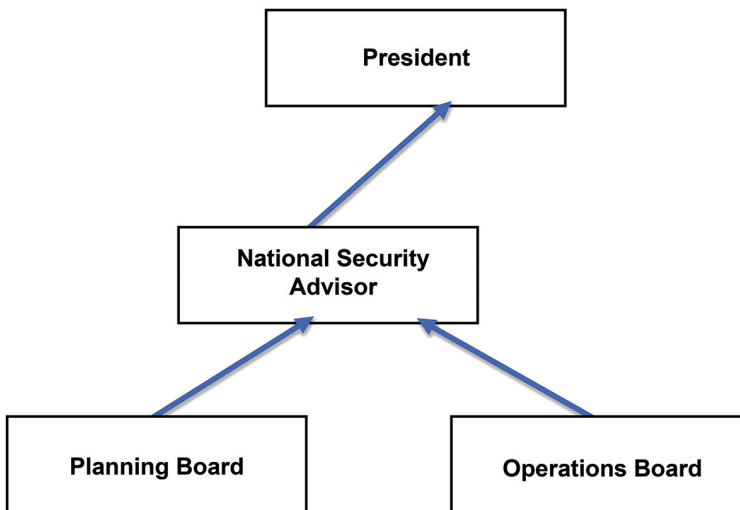 President
National Security
Advisor
Planning Board
Operations Board